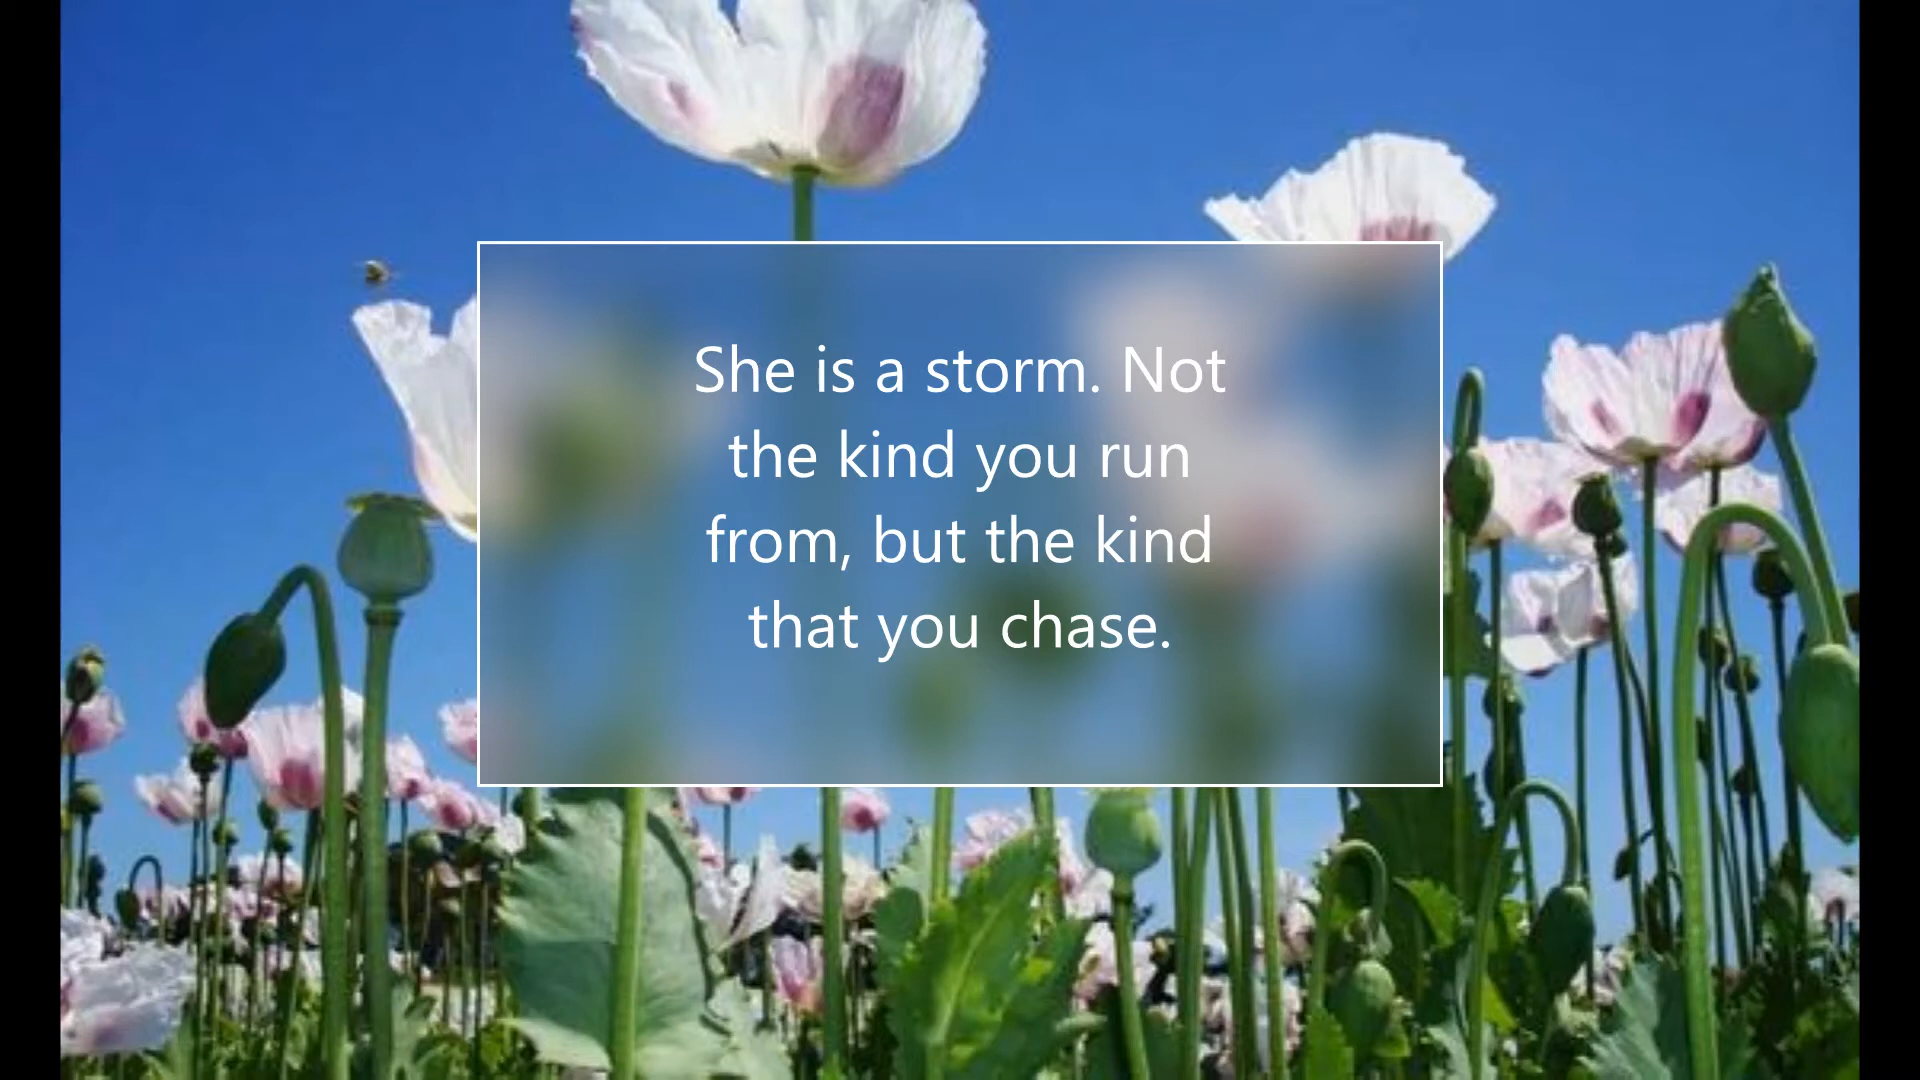 She is a storm. Not
the kind you run
from, but the kind
that you chase.